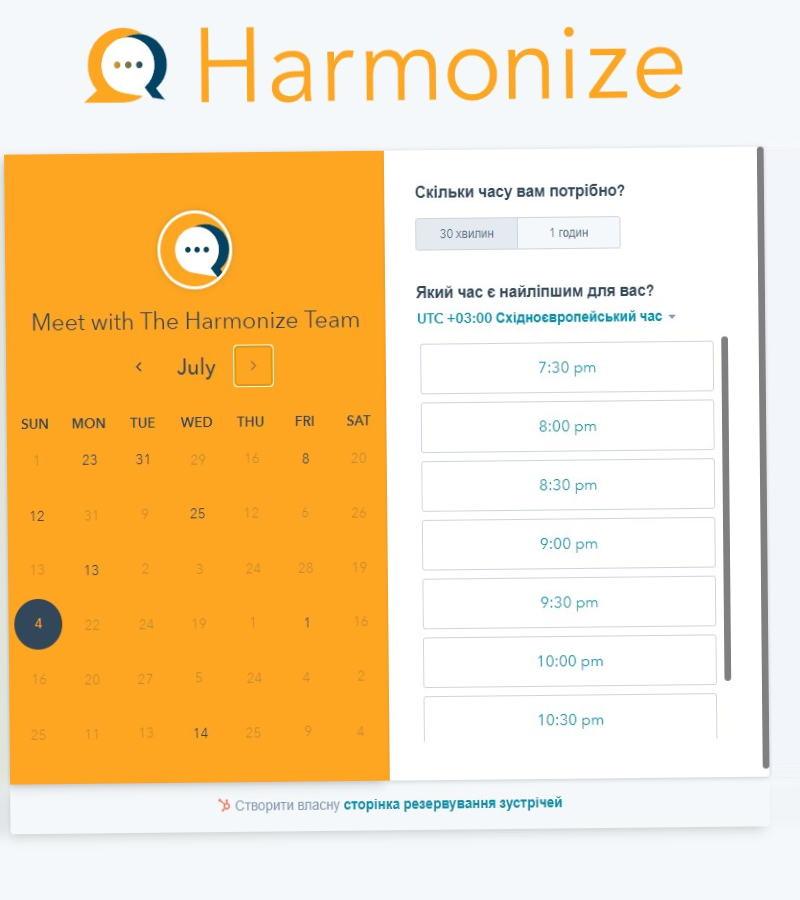 Harmonize
Meet with The Harmonize Team
July
SUN MON TUE WED THU FRI SAT
1 23 31 29 16 8 20
12 31 9 25 12 6 26
13 13 2 3 24 28 19
4 22 24 19 1 1 16
16 20 27 5 24 4 2
25 11 13 14 25 9 4
Скільки часу вам потрібно?
30 хвилин 1 годин
Який час є найліпшим для вас?
UTC +03:00 Східноєвропейський час
7:30 pm
8:00 pm
8:30 pm
9:00 pm
9:30 pm
10:00 pm
10:30 pm
Створити власну сторінка резервування зустрічей